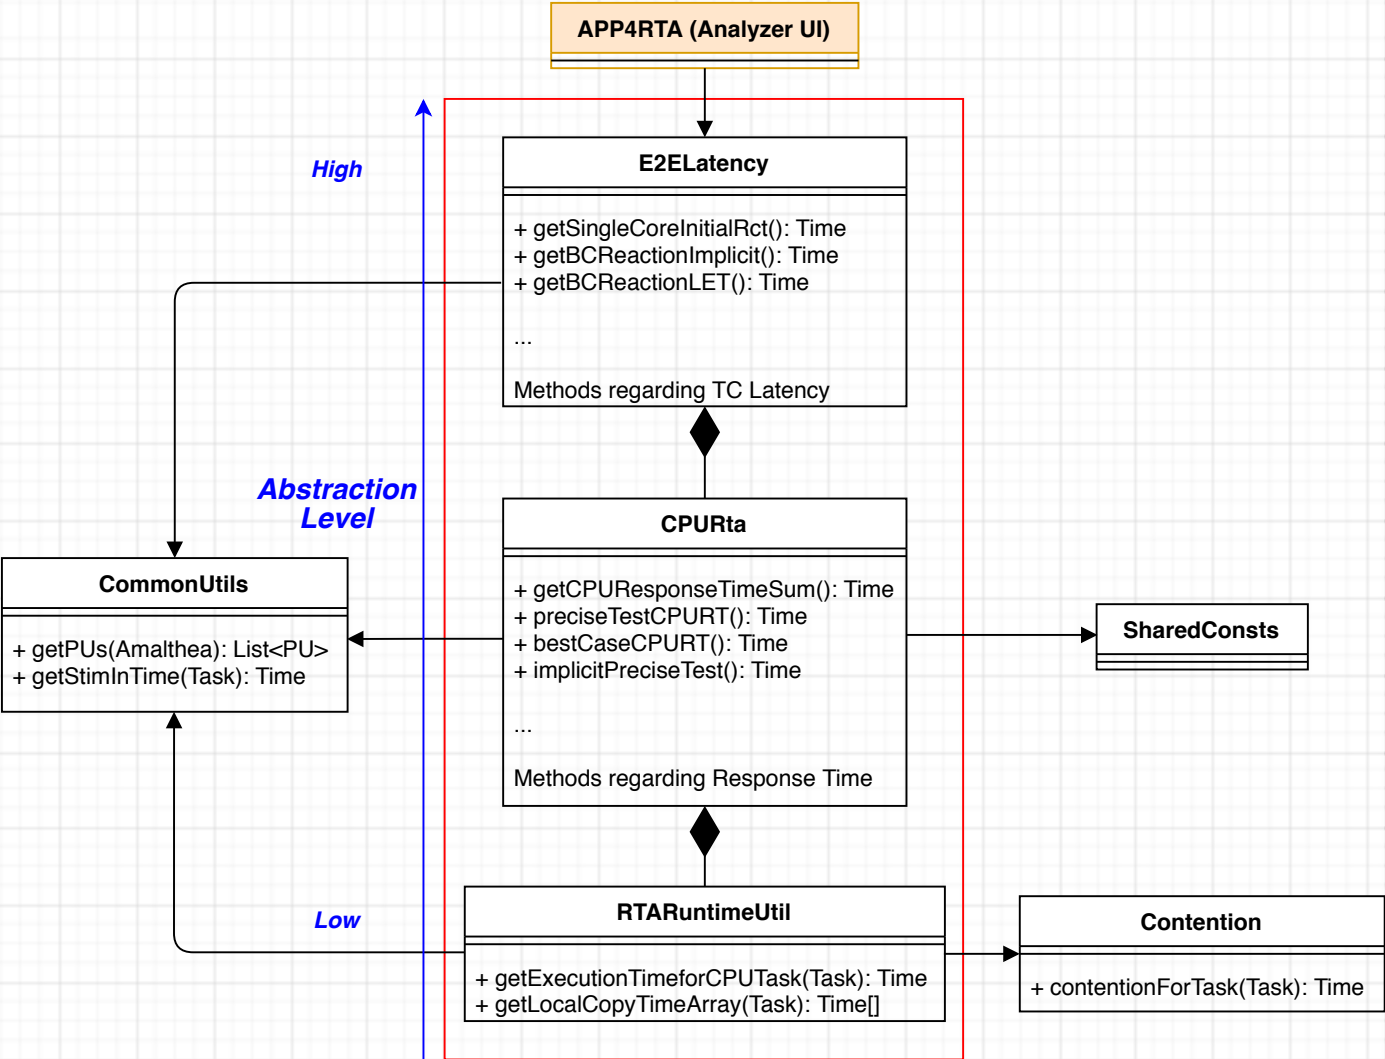 APP4RTA (Analyzer UI)
High
E2ELatency
+ getSingleCoreInitialRct(): Time
+ getBCReactionImplicit(): Time
+ getBCReactionLET(): Time
...
Methods regarding TC Latency
Abstraction
Level
CPURta
+ getCPUResponseTimeSum(): Time
+ preciseTestCPURT(): Time
+ bestCaseCPURT(): Time
+ implicitPreciseTest(): Time
...
Methods regarding Response Time
CommonUtils
+ getPUs(Amalthea): List<PU>
+ getStimInTime(Task): Time
SharedConsts
Low
RTARuntimeUtil
+ getExecutionTimeforCPUTask(Task): Time
+ getLocalCopyTimeArray(Task): Time[]
Contention
+ contentionForTask(Task): Time